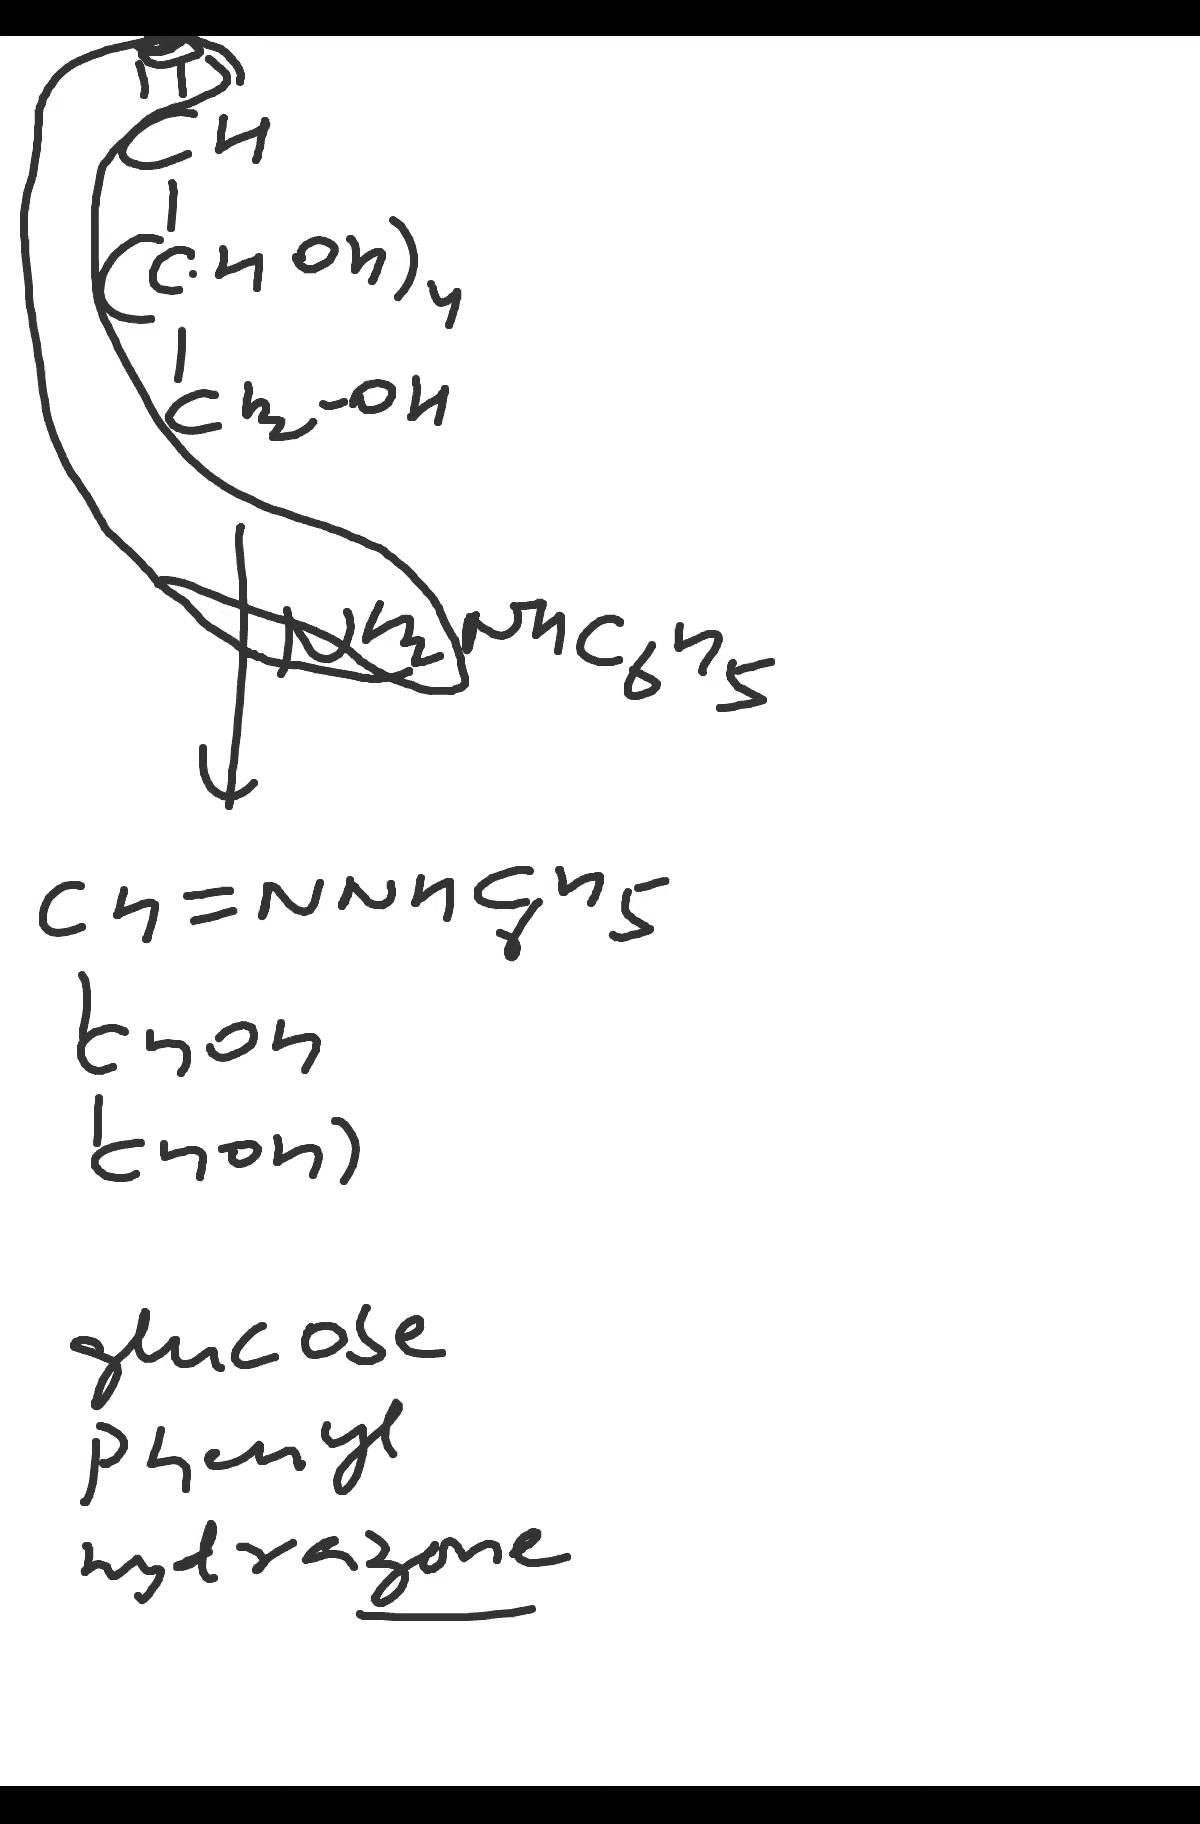 O
||
CH
|
(CHOH)4
|
CH2-OH
NH2NHC6H5
CH=NNHC6H5
|
CHOH
|
CHOH)
glucose
phenyl
hydrazone